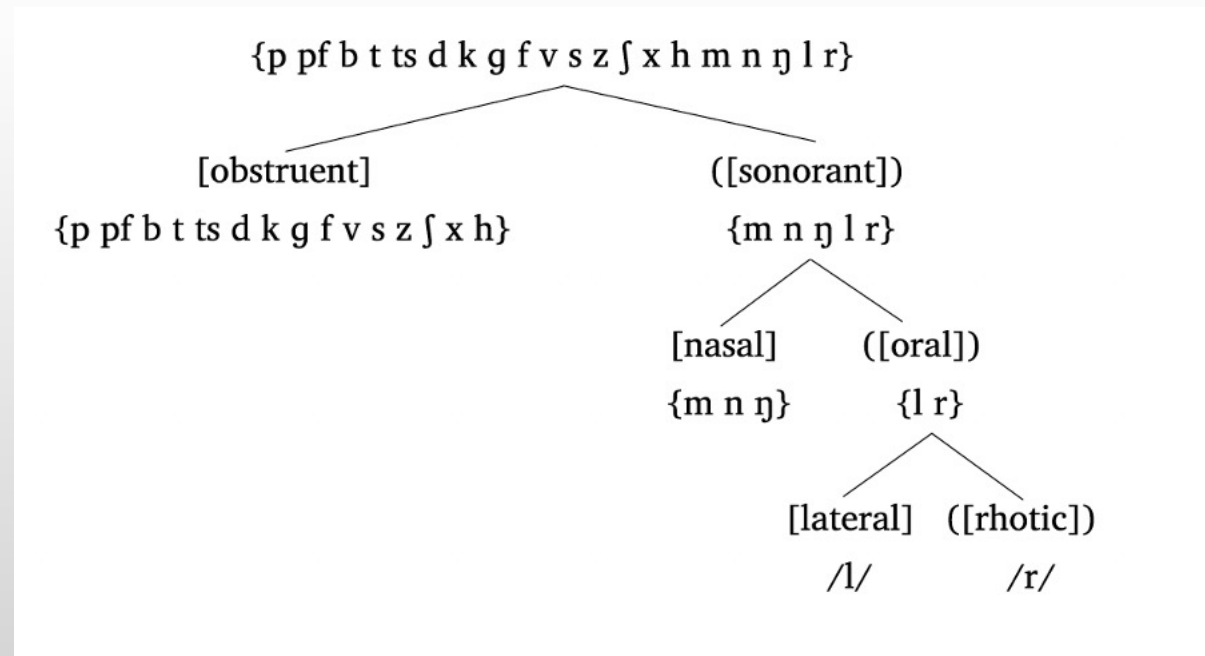 {p pf b t ts d k g f v s z ʃ x h m n ŋ l r}
[obstruent] ([sonorant])
{p pf b t ts d k g f v s z ʃ x h} {m n ŋ l r}
[nasal] ([oral])
{m n ŋ} {l r}
[lateral] ([rhotic])
/l/ /r/